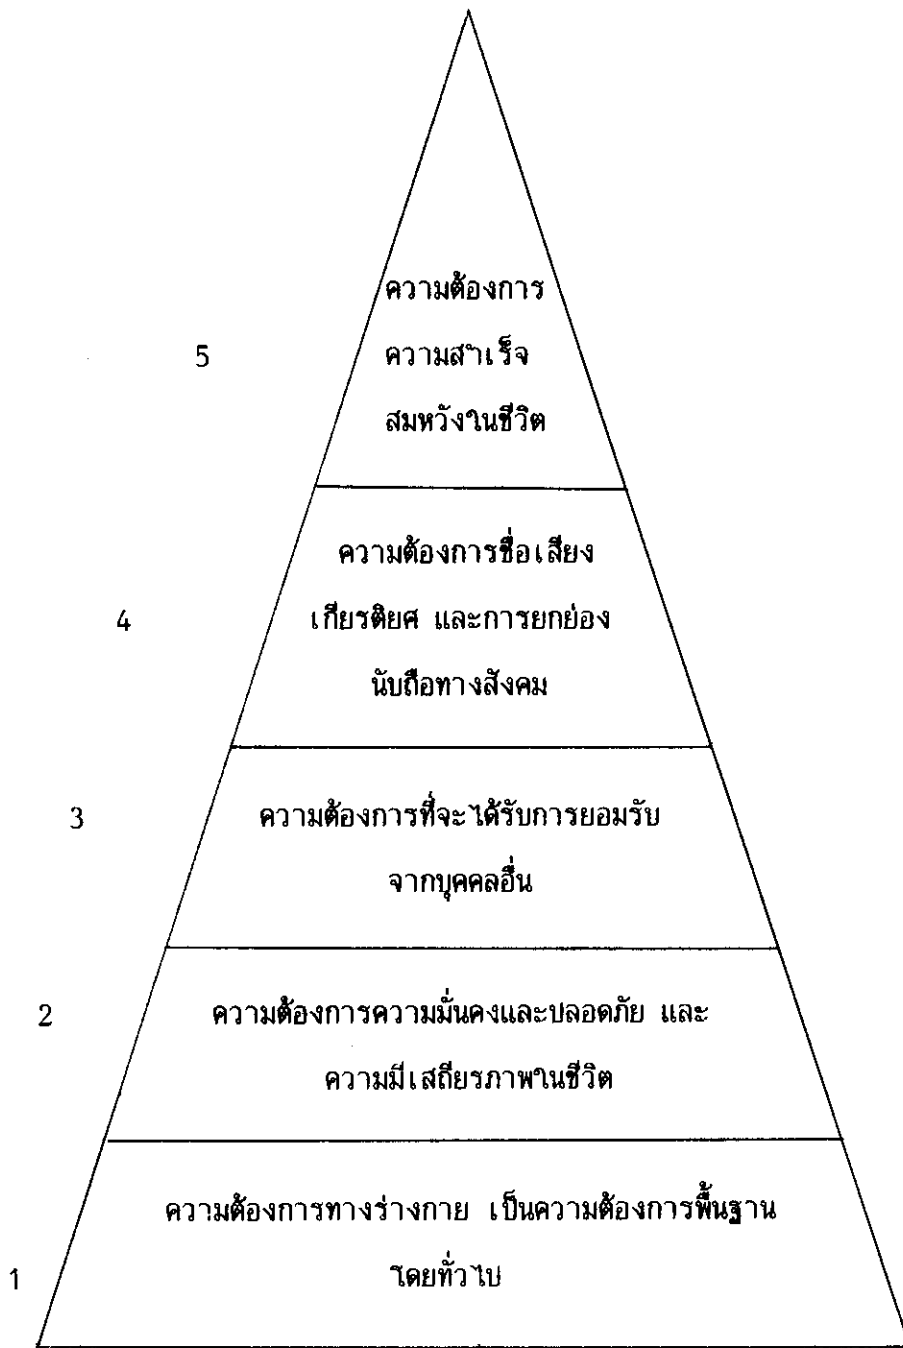 ความต้องการ
5 ความสำเร็จ
สมหวังในชีวิต
ความต้องการชื่อเสียง
4 เกียรติยศ และการยกย่อง
นับถือทางสังคม
3 ความต้องการที่จะได้รับการยอมรับ
จากบุคคลอื่น
2 ความต้องการความมั่นคงและปลอดภัย และ
ความมีเสถียรภาพในชีวิต
ความต้องการทางร่างกาย เป็นความต้องการพื้นฐาน
1 โดยทั่วไป